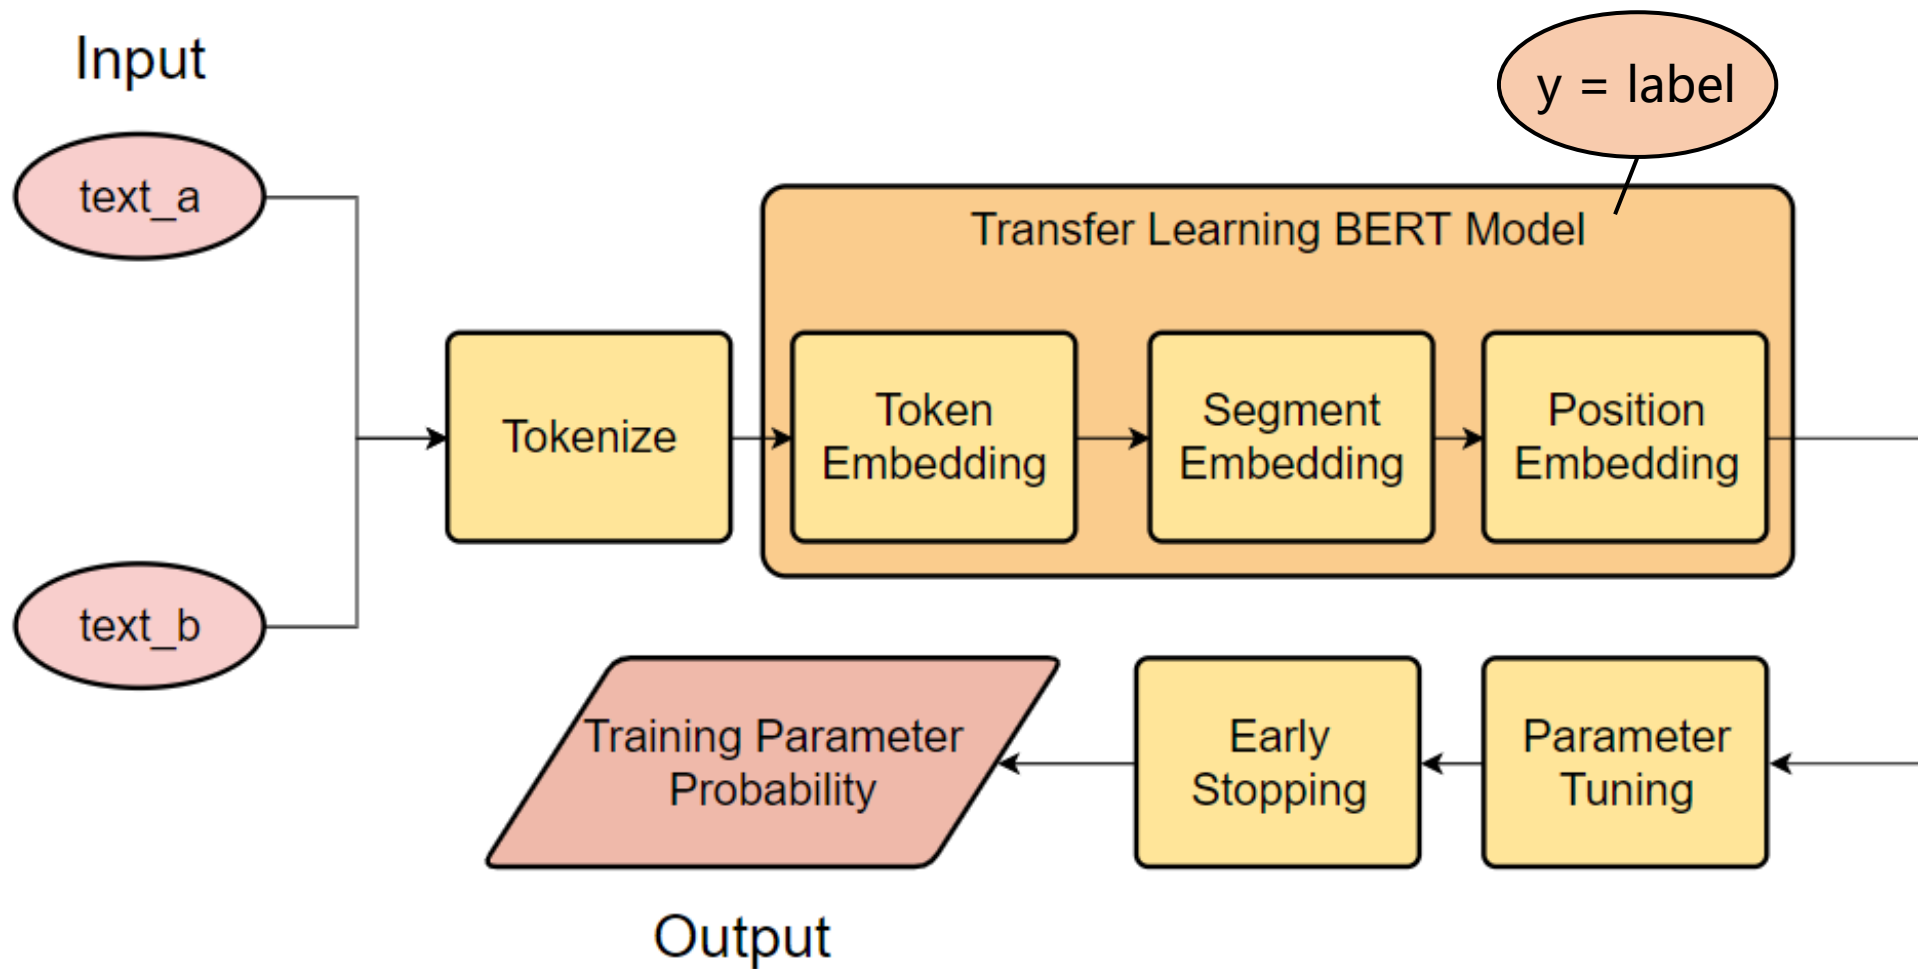 Input
y = label
text_a
Transfer Learning BERT Model
Tokenize
Token
Embedding
Segment
Embedding
Position
Embedding
text_b
Training Parameter
Probability
Early
Stopping
Parameter
Tuning
Output